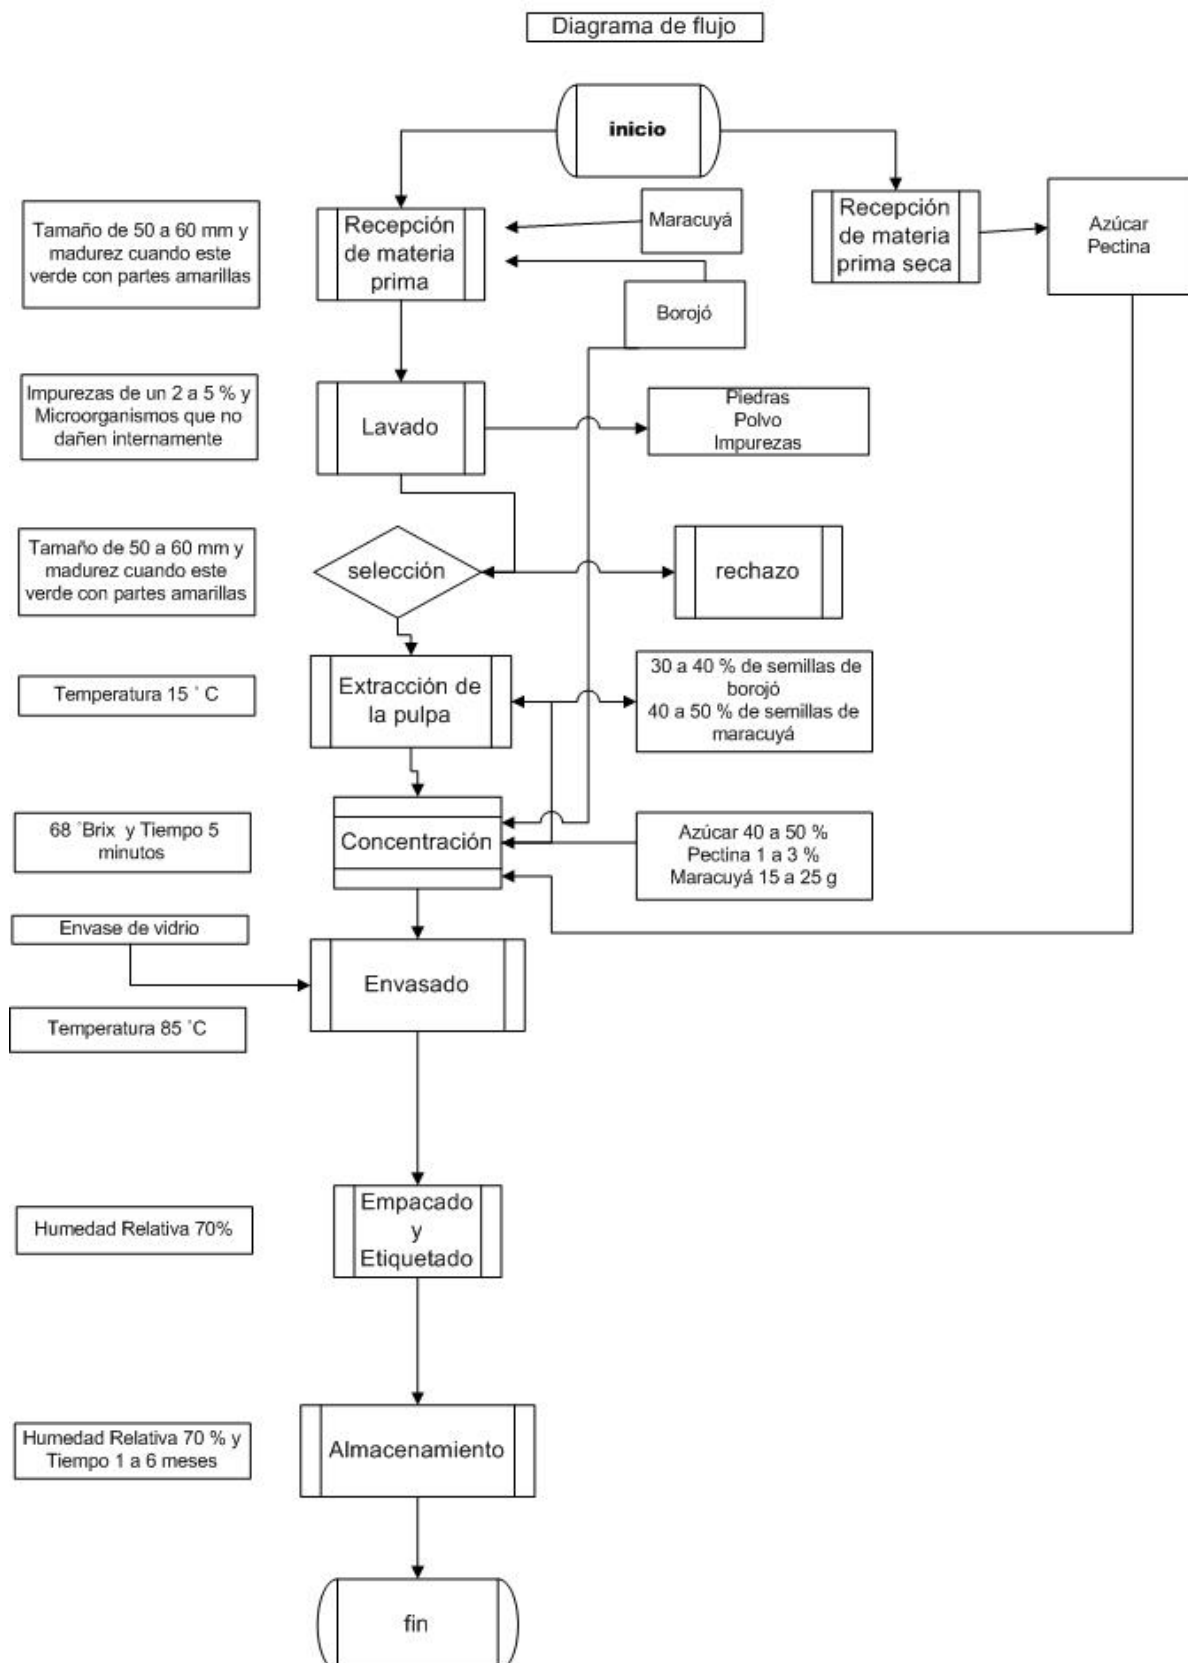 Diagrama de flujo
inicio
Tamaño de 50 a 60 mm y
madurez cuando este
verde con partes amarillas
Recepción
de materia
prima
Maracuyá
Recepción
de materia
prima seca
Azúcar
Pectina
Borojó
Impurezas de un 2 a 5 % y
Microorganismos que no
dañen internamente
Lavado
Piedras
Polvo
Impurezas
Tamaño de 50 a 60 mm y
madurez cuando este
verde con partes amarillas
selección
rechazo
Temperatura 15 ° C
Extracción de
la pulpa
30 a 40 % de semillas de
borojó
40 a 50 % de semillas de
maracuyá
68 °Brix y Tiempo 5
minutos
Concentración
Azúcar 40 a 50 %
Pectina 1 a 3 %
Maracuyá 15 a 25 g
Envase de vidrio
Envasado
Temperatura 85 °C
Humedad Relativa 70%
Empacado
y
Etiquetado
Humedad Relativa 70 % y
Tiempo 1 a 6 meses
Almacenamiento
fin